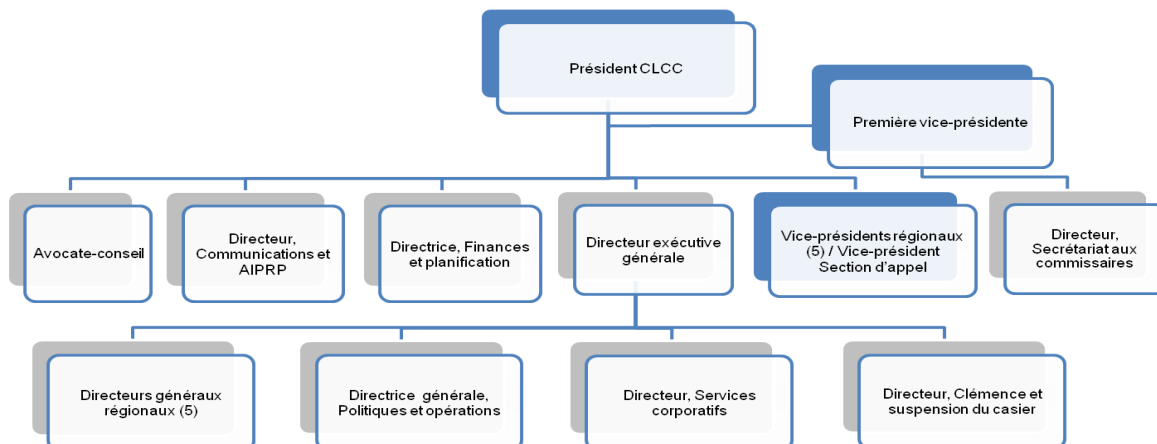 Président CLCC
Première vice-présidente
Avocate-conseil
Directeur,
Communications et
AIPRP
Directrice, Finances
et planification
Directeur exécutive
générale
Vice-présidents régionaux
(5) / Vice-président
Section d'appel
Directeur,
Secrétariat aux
commissaires
Directeurs généraux
régionaux (5)
Directrice générale,
Politiques et opérations
Directeur, Services
corporatifs
Directeur, Clémence et
suspension du casier